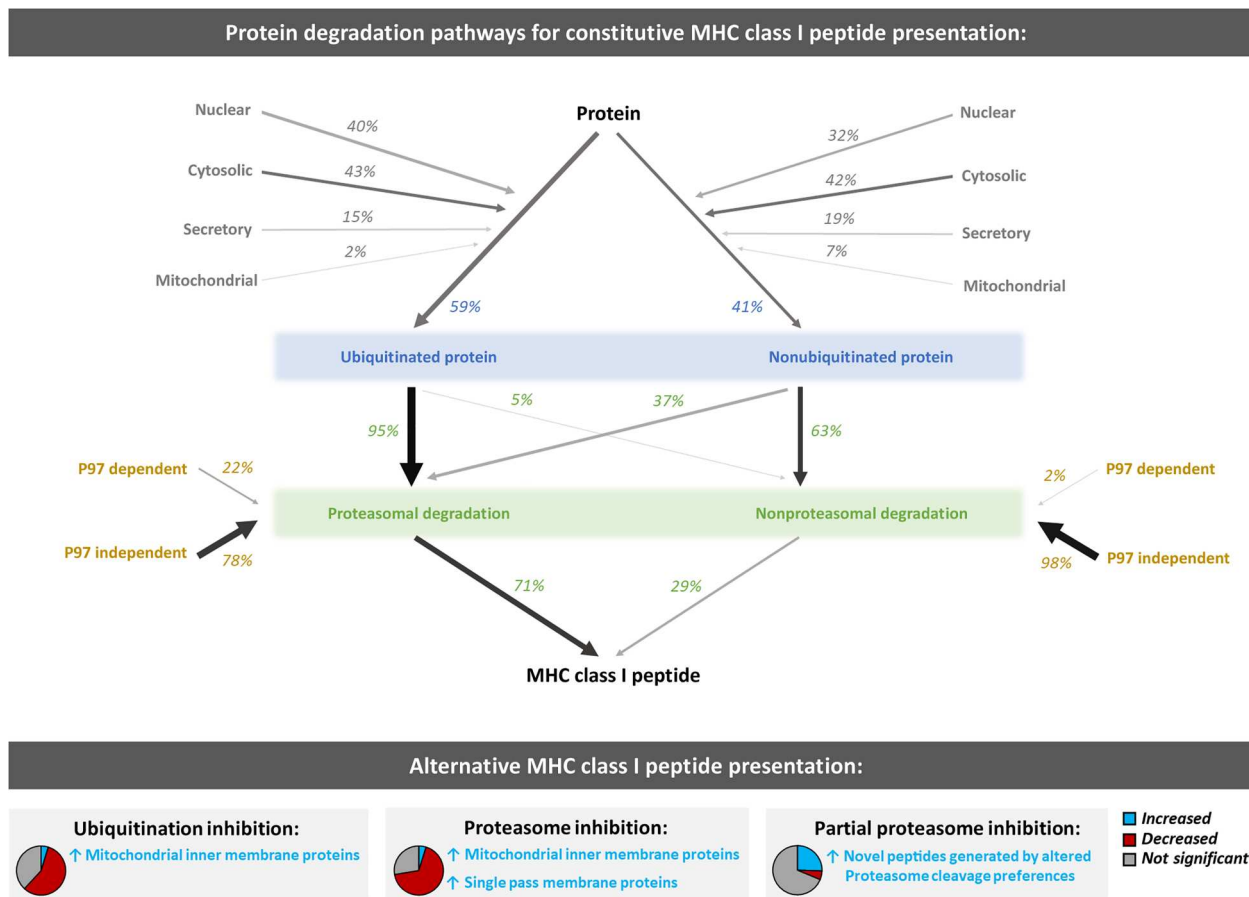 Protein degradation pathways for constitutive MHC class I peptide presentation:
Protein
Nuclear
40%
Cytosolic
43%
Secretory
15%
Mitochondrial
2%
Nuclear
32%
Cytosolic
42%
Secretory
19%
Mitochondrial
7%
59%
41%
Ubiquitinated protein
Nonubiquitinated protein
95%
5%
37%
63%
P97 dependent
22%
P97 independent
78%
Proteasomal degradation
Nonproteasomal degradation
2%
P97 dependent
98%
P97 independent
71%
29%
MHC class I peptide
Alternative MHC class I peptide presentation:
Ubiquitination inhibition:
↑ Mitochondrial inner membrane proteins
Proteasome inhibition:
↑ Mitochondrial inner membrane proteins
↑ Single pass membrane proteins
Partial proteasome inhibition:
↑ Novel peptides generated by altered
Proteasome cleavage preferences
Increased
Decreased
Not significant